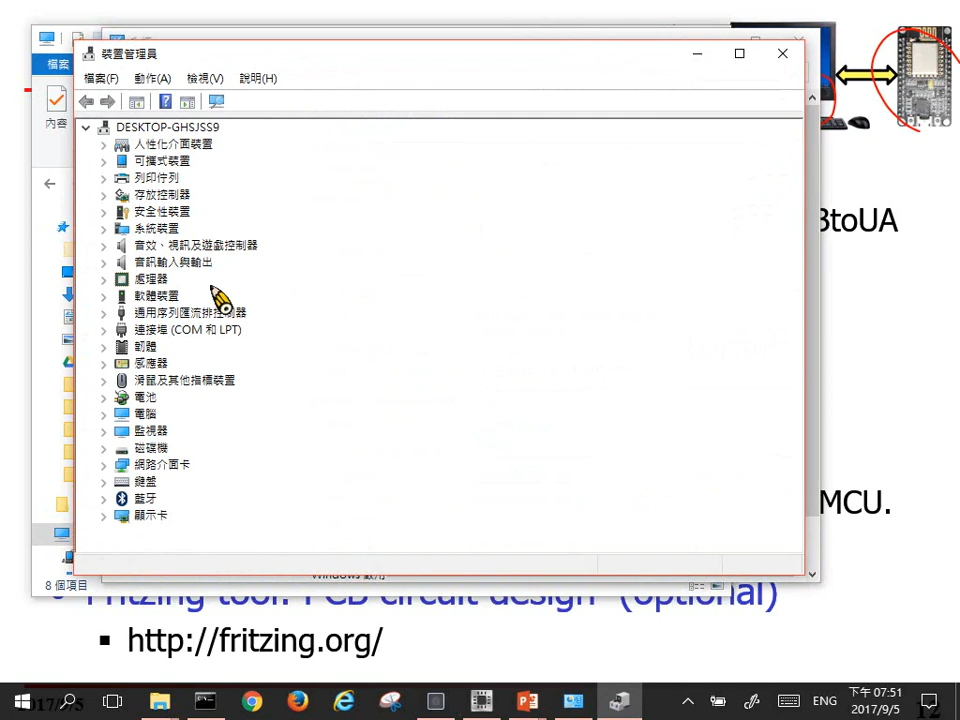 裝置管理員
檔案(F) 動作(A) 檢視(V) 說明(H)
檔案
內容
DESKTOP-GHSJSS9
人性化介面裝置
可攜式裝置
列印佇列
存放控制器
安全性裝置
系統裝置
音效、視訊及遊戲控制器
音訊輸入與輸出
處理器
軟體裝置
通用序列匯流排控制器
連接埠 (COM 和 LPT)
韌體
感應器
滑鼠及其他指標裝置
電池
電腦
監視器
磁碟機
網路介面卡
鍵盤
藍牙
顯示卡
BtoUA
MCU.
8 個項目
Fritzing tool: PCB circuit design (optional)
http://fritzing.org/
2017/9/5
ENG
下午 07:51
2017/9/5
12